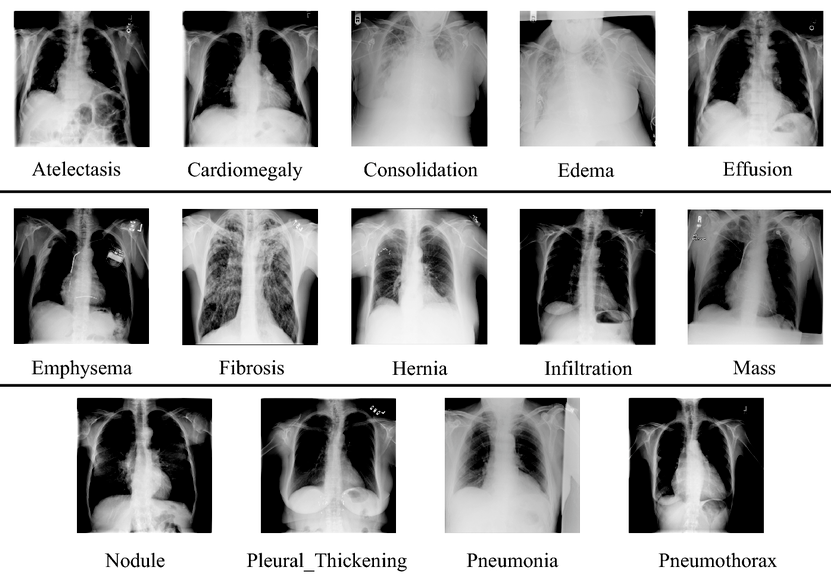 Atelectasis
Cardiomegaly
Consolidation
Edema
Effusion
Emphysema
Fibrosis
Hernia
Infiltration
Mass
Nodule
Pleural_Thickening
Pneumonia
Pneumothorax